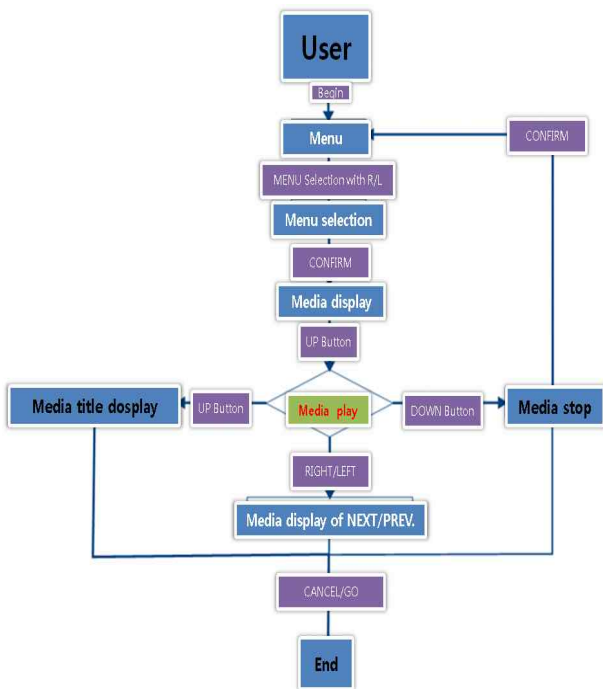 User
Begin
Menu
CONFIRM
MENU Selection with R/L
Menu selection
CONFIRM
Media display
UP Button
Media title dosplay
UP Button
Media play
DOWN Button
Media stop
RIGHT/LEFT
Media display of NEXT/PREV.
CANCEL/GO
End